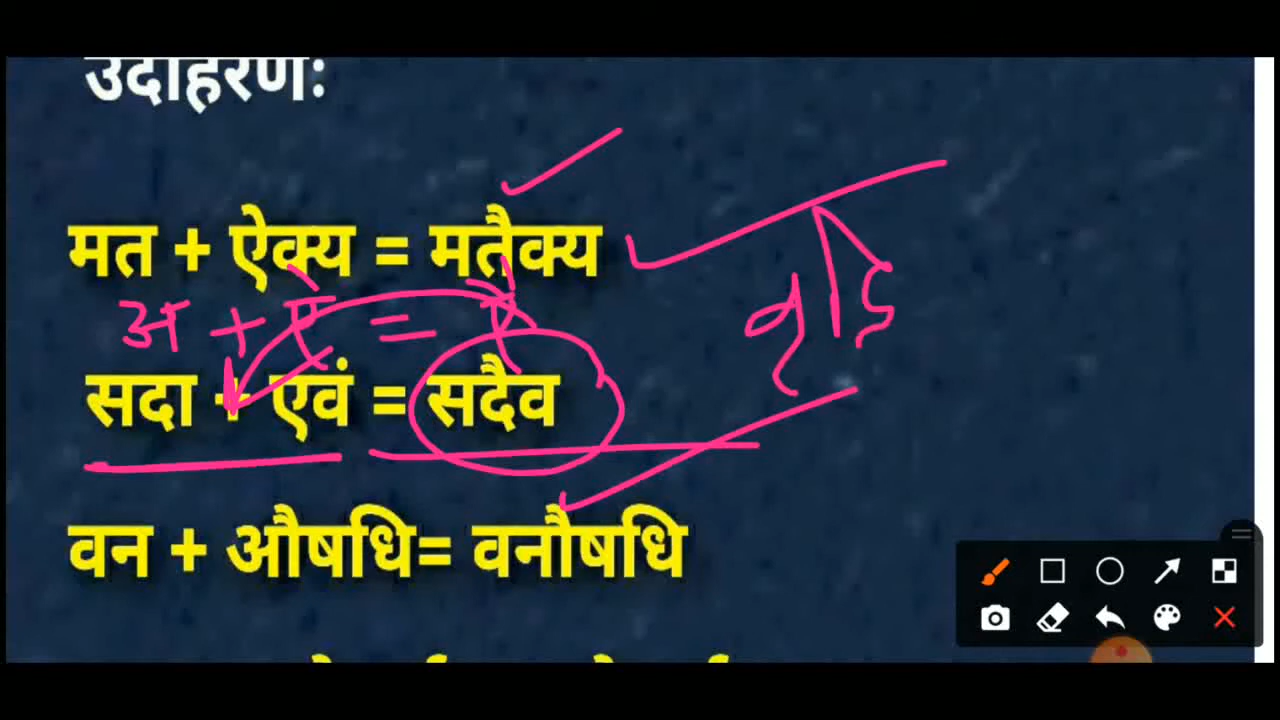 उदाहरणः
मत + ऐक्य = मतैक्य
अ + ऐ = ऐ
सदा + एवं = सदैव
वन + औषधि= वनौषधि